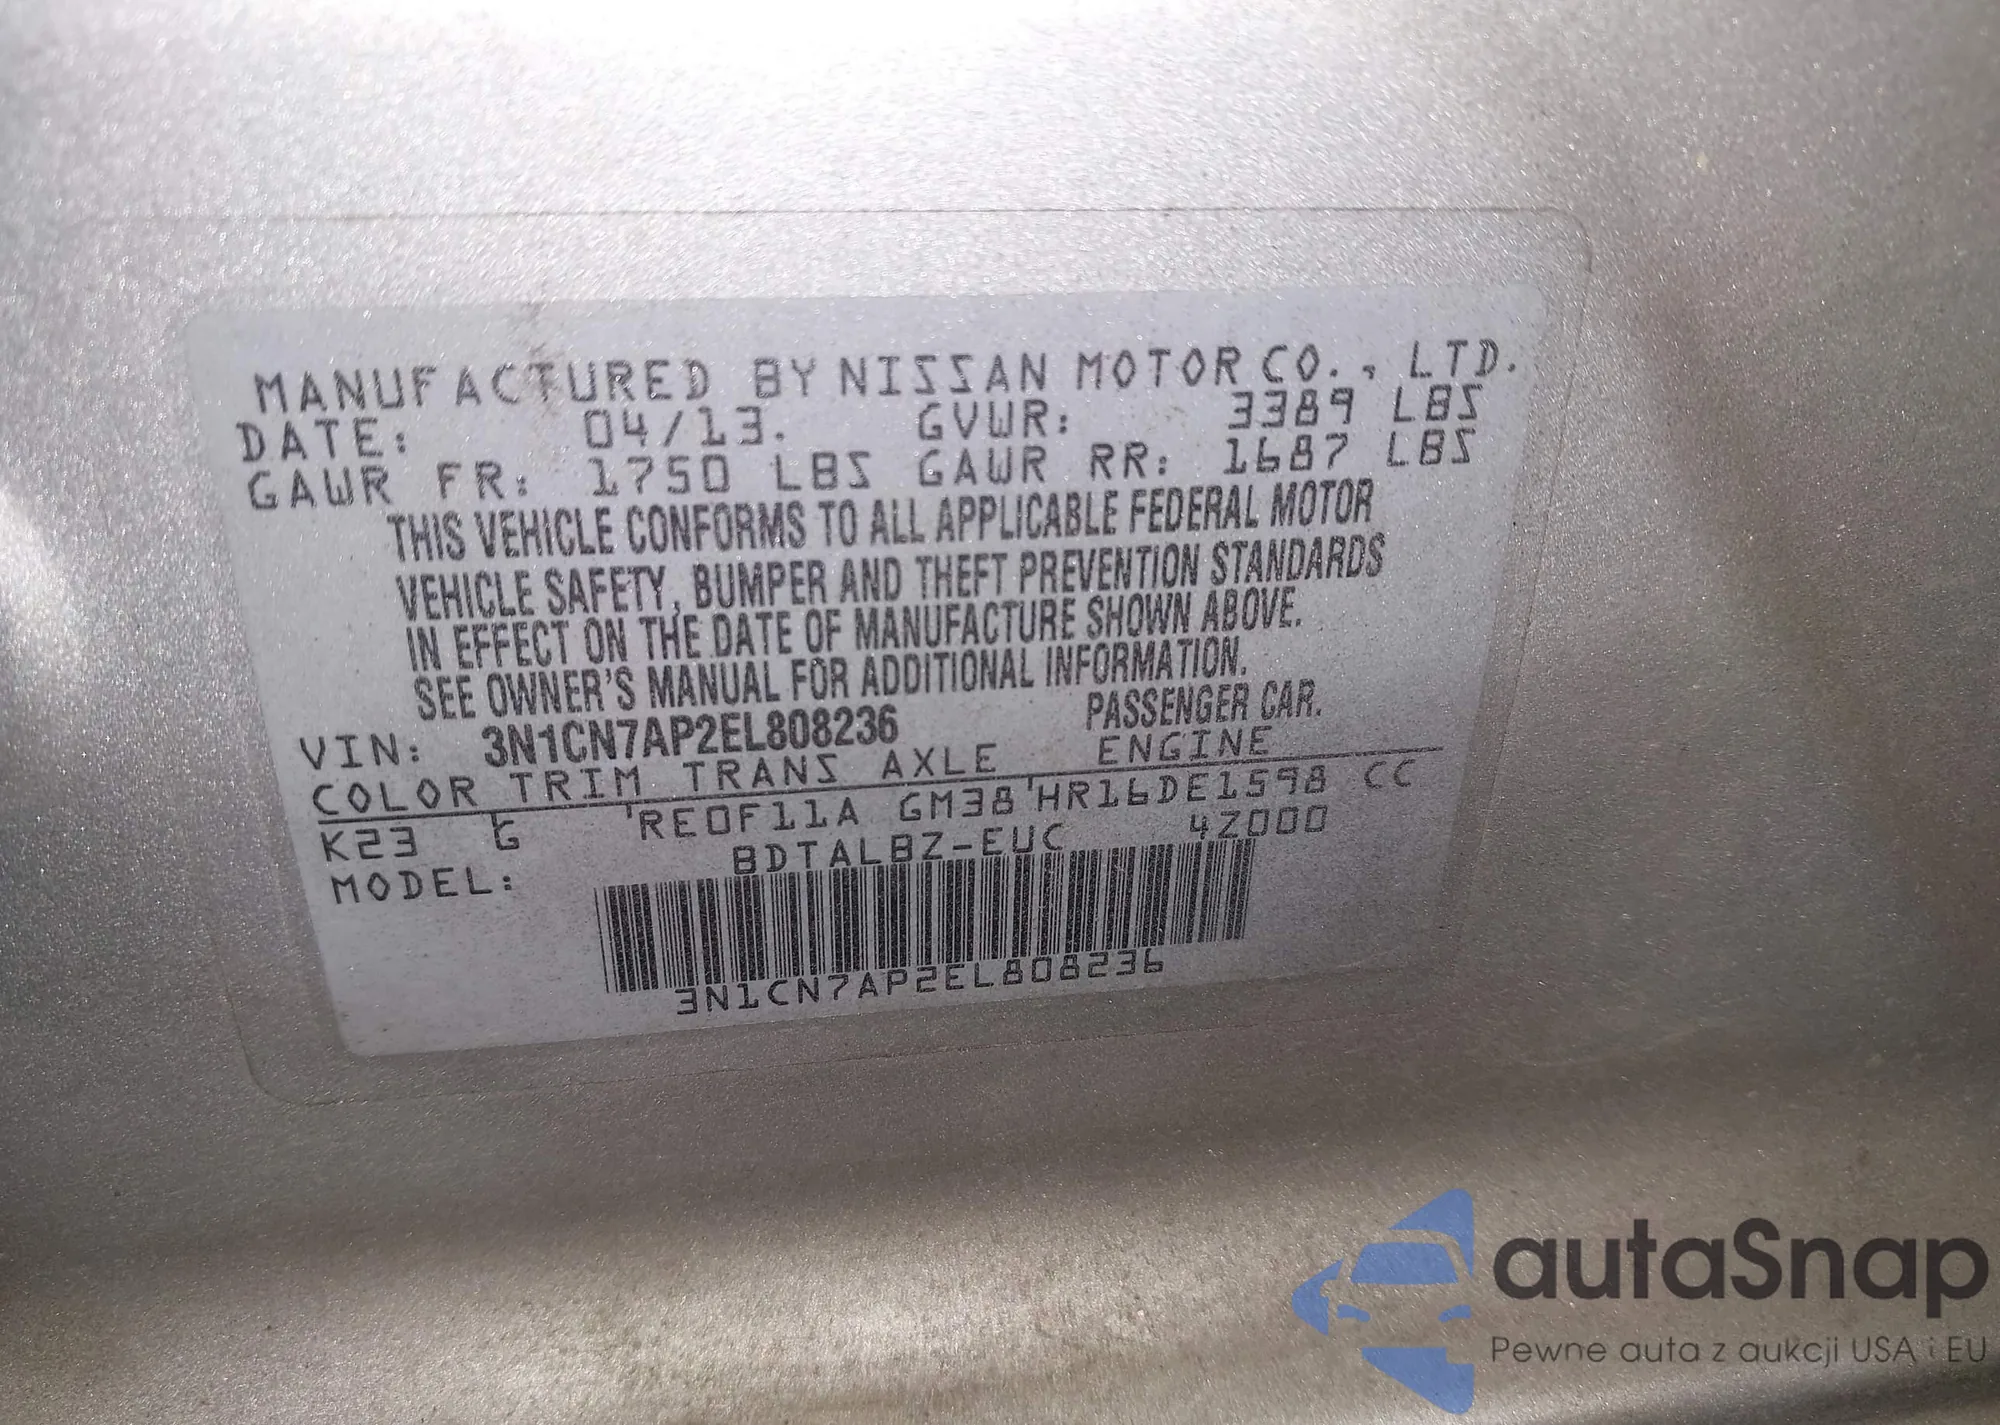 MANUFACTURED BY NISSAN MOTOR CO., LTD.
DATE: 04/13. GVWR: 3389 LBS
GAWR FR: 1750 LBS GAWR RR: 1687 LBS
THIS VEHICLE CONFORMS TO ALL APPLICABLE FEDERAL MOTOR
VEHICLE SAFETY, BUMPER AND THEFT PREVENTION STANDARDS
IN EFFECT ON THE DATE OF MANUFACTURE SHOWN ABOVE.
SEE OWNER'S MANUAL FOR ADDITIONAL INFORMATION.
VIN: 3N1CN7AP2EL808236 PASSENGER CAR.
COLOR TRIM TRANS AXLE ENGINE
K23 G 'RE0F11A GM38'HR16DE1598 CC
MODEL: BDTALBZ-EUC 4Z000
3N1CN7AP2EL808236
autaSnap
Pewne auta z aukcji USA i EU